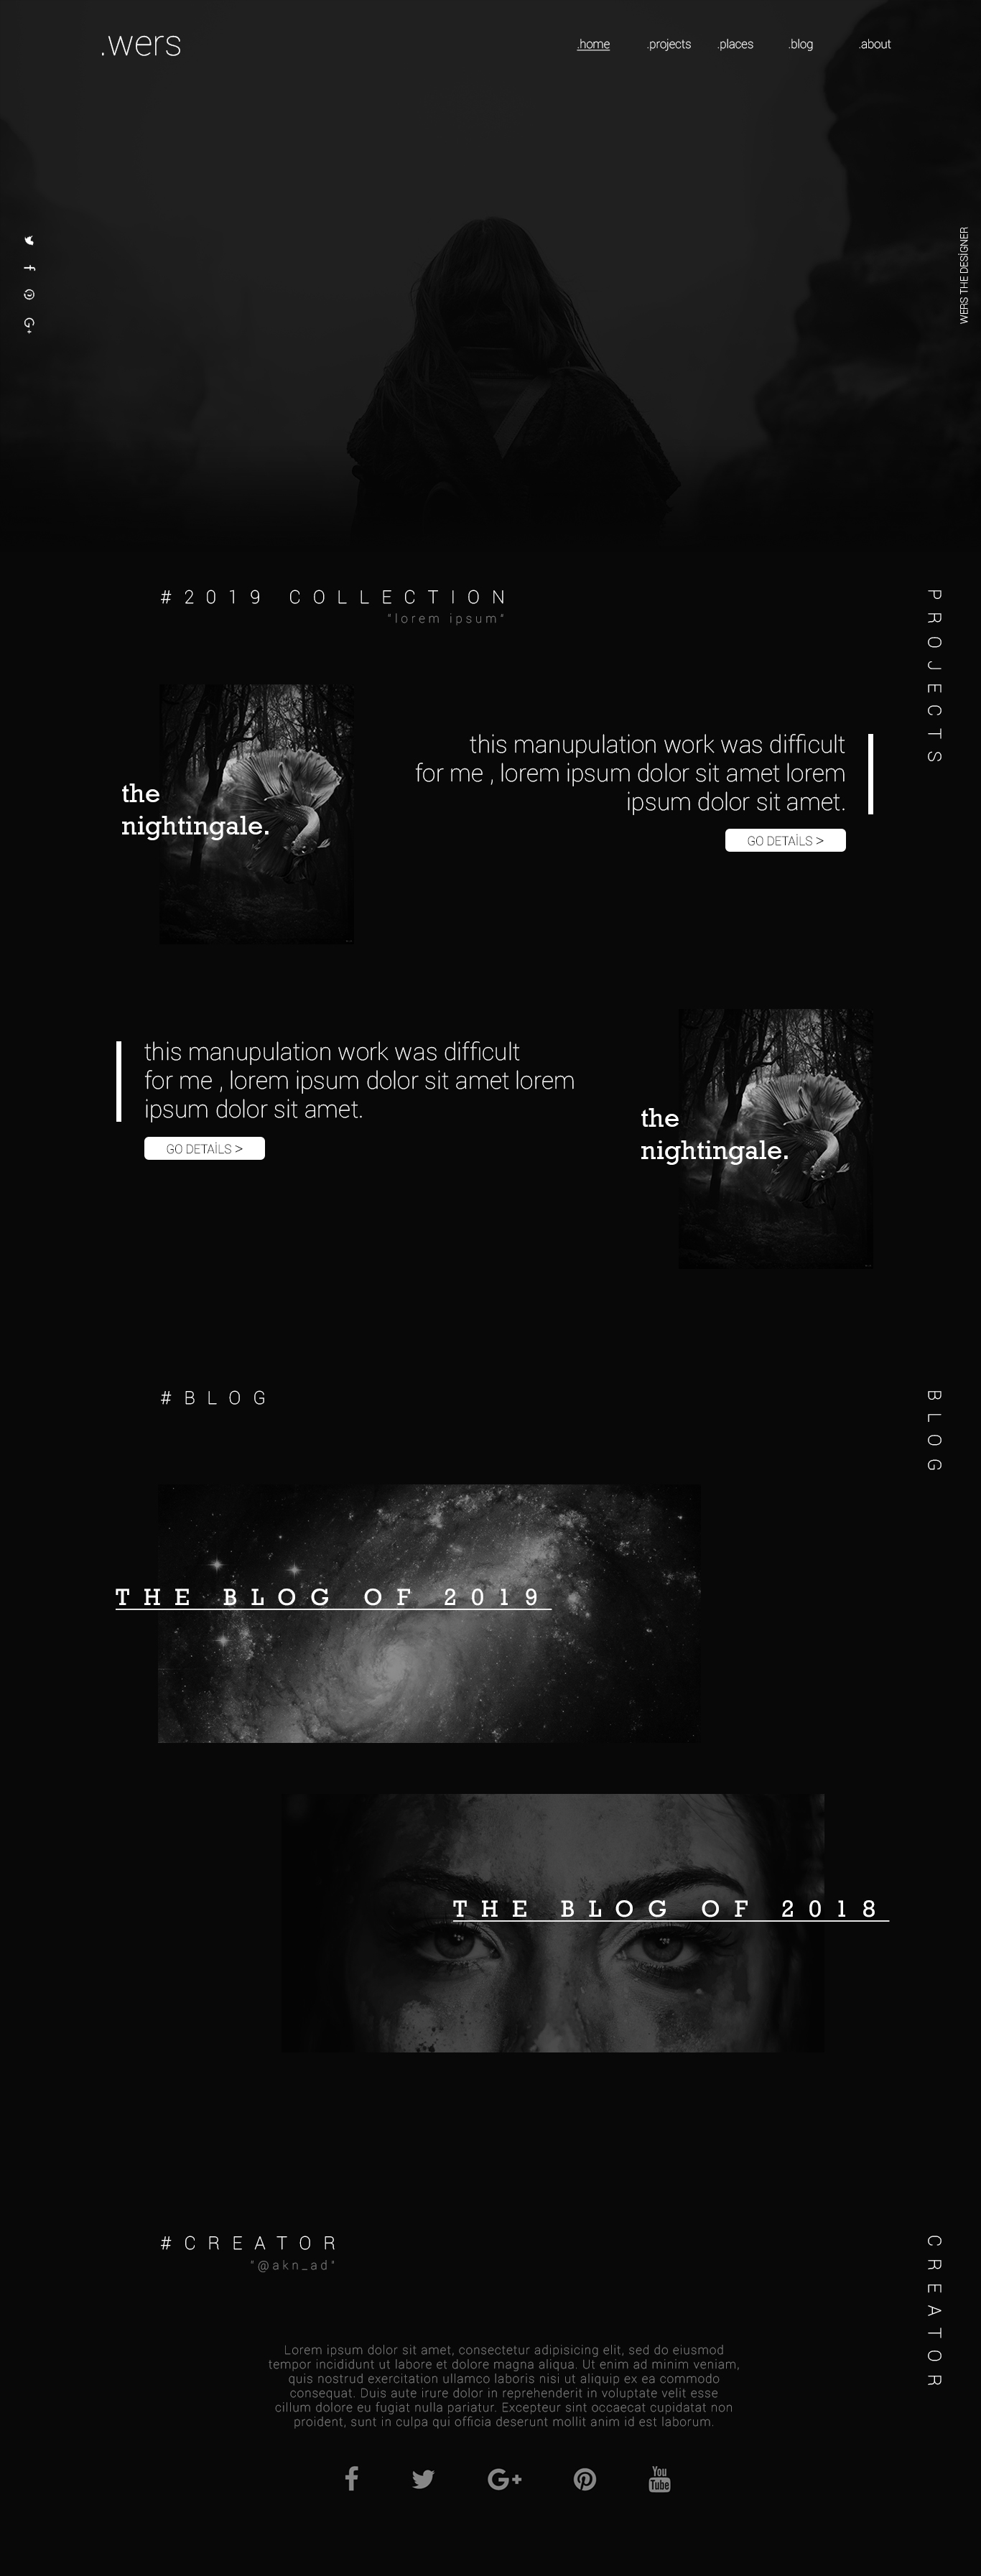 .wers
.home .projects .places .blog .about
WERS THE DESİGNER
#2019 COLLECTION
"lorem ipsum"
PROJECTS
the
nightingale.
this manupulation work was difficult
for me , lorem ipsum dolor sit amet lorem
ipsum dolor sit amet.
GO DETAİLS >
this manupulation work was difficult
for me , lorem ipsum dolor sit amet lorem
ipsum dolor sit amet.
GO DETAİLS >
the
nightingale.
#BLOG
BLOG
THE BLOG OF 2019
THE BLOG OF 2018
#CREATOR
"@akn_ad"
CREATOR
Lorem ipsum dolor sit amet, consectetur adipisicing elit, sed do eiusmod
tempor incididunt ut labore et dolore magna aliqua. Ut enim ad minim veniam,
quis nostrud exercitation ullamco laboris nisi ut aliquip ex ea commodo
consequat. Duis aute irure dolor in reprehenderit in voluptate velit esse
cillum dolore eu fugiat nulla pariatur. Excepteur sint occaecat cupidatat non
proident, sunt in culpa qui officia deserunt mollit anim id est laborum.
You
Tube